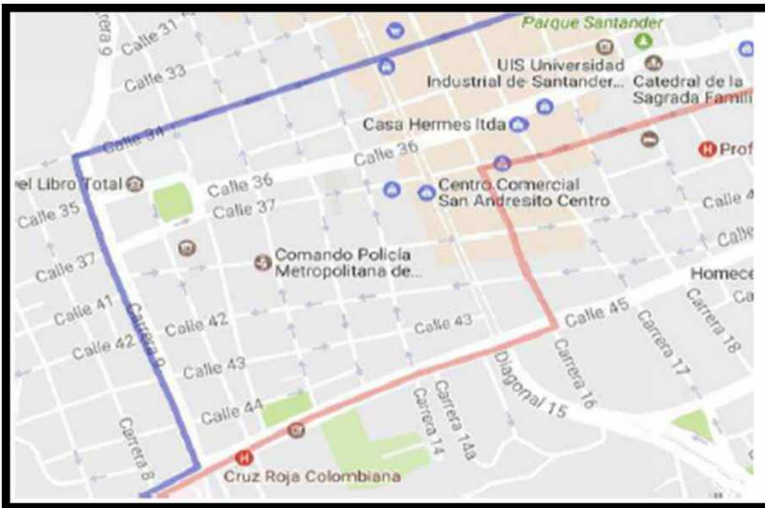 Parque Santander
Carrera 9
Calle 31
UIS Universidad
Industrial de Santander...
Catedral de la
Sagrada Famili
Calle 33
Casa Hermes ltda
Calle 34
Calle 36
Prof
el Libro Total
Calle 36
Centro Comercial
San Andresito Centro
Calle 35
Calle 37
Calle 4
Calle
Comando Policía
Metropolitana de...
Calle 37
Homece
Ca
Calle 41
Calle 42
Calle 43
Calle 45
Carrera 9
Calle 42
Carrera 17
Carrera 18
Calle 43
Diagonal 15
Carrera 16
Calle 44
Carrera 14
Carrera 14a
Carrera 8
Cruz Roja Colombiana